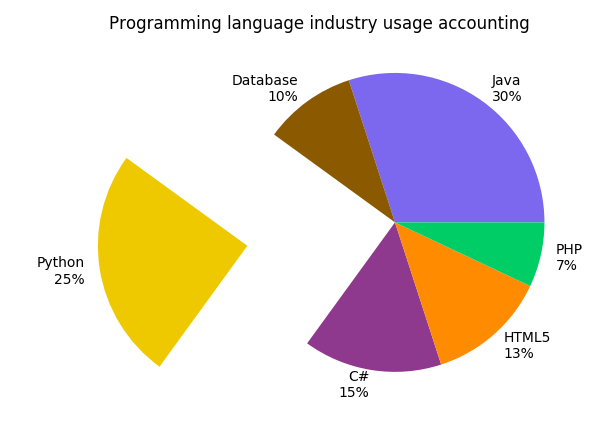 Programming language industry usage accounting
Java
30%
Database
10%
Python
25%
C#
15%
HTML5
13%
PHP
7%